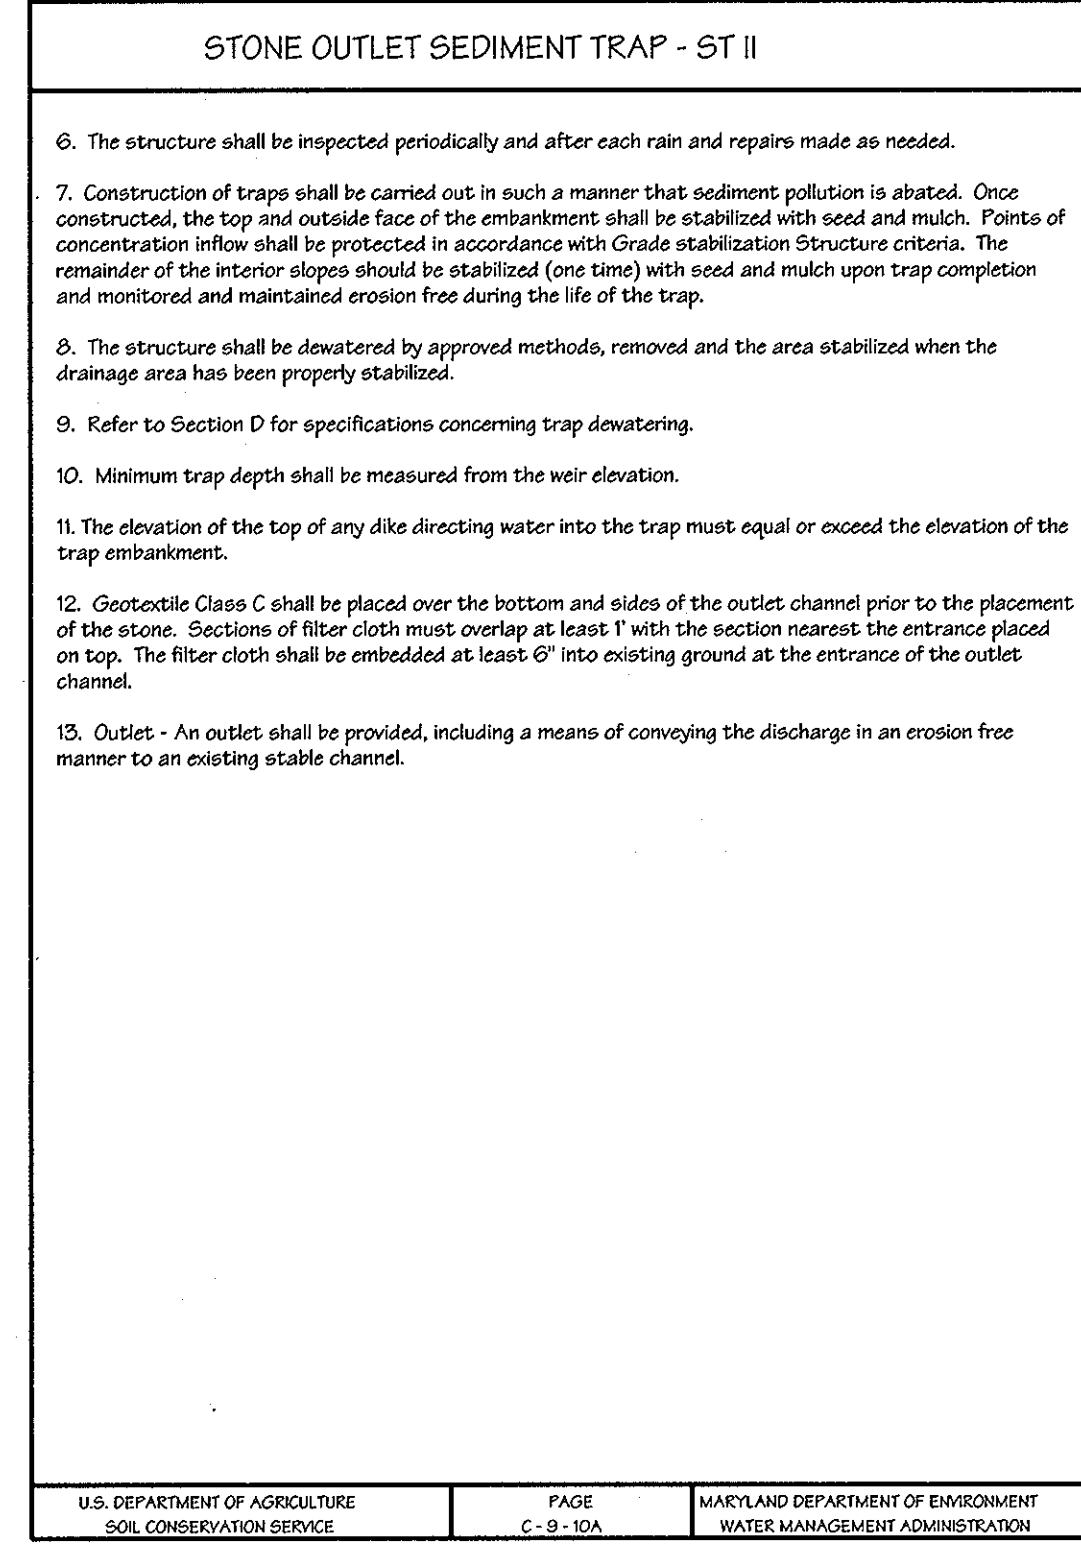 STONE OUTLET SEDIMENT TRAP - ST II
6. The structure shall be inspected periodically and after each rain and repairs made as needed.
7. Construction of traps shall be carried out in such a manner that sediment pollution is abated. Once
constructed, the top and outside face of the embankment shall be stabilized with seed and mulch. Points of
concentration inflow shall be protected in accordance with Grade stabilization Structure criteria. The
remainder of the interior slopes should be stabilized (one time) with seed and mulch upon trap completion
and monitored and maintained erosion free during the life of the trap.
8. The structure shall be dewatered by approved methods, removed and the area stabilized when the
drainage area has been properly stabilized.
9. Refer to Section D for specifications concerning trap dewatering.
10. Minimum trap depth shall be measured from the weir elevation.
11. The elevation of the top of any dike directing water into the trap must equal or exceed the elevation of the
trap embankment.
12. Geotextile Class C shall be placed over the bottom and sides of the outlet channel prior to the placement
of the stone. Sections of filter cloth must overlap at least 1' with the section nearest the entrance placed
on top. The filter cloth shall be embedded at least 6" into existing ground at the entrance of the outlet
channel.
13. Outlet - An outlet shall be provided, including a means of conveying the discharge in an erosion free
manner to an existing stable channel.
U.S. DEPARTMENT OF AGRICULTURE
SOIL CONSERVATION SERVICE
PAGE
C - 9 - 10A
MARYLAND DEPARTMENT OF ENVIRONMENT
WATER MANAGEMENT ADMINISTRATION